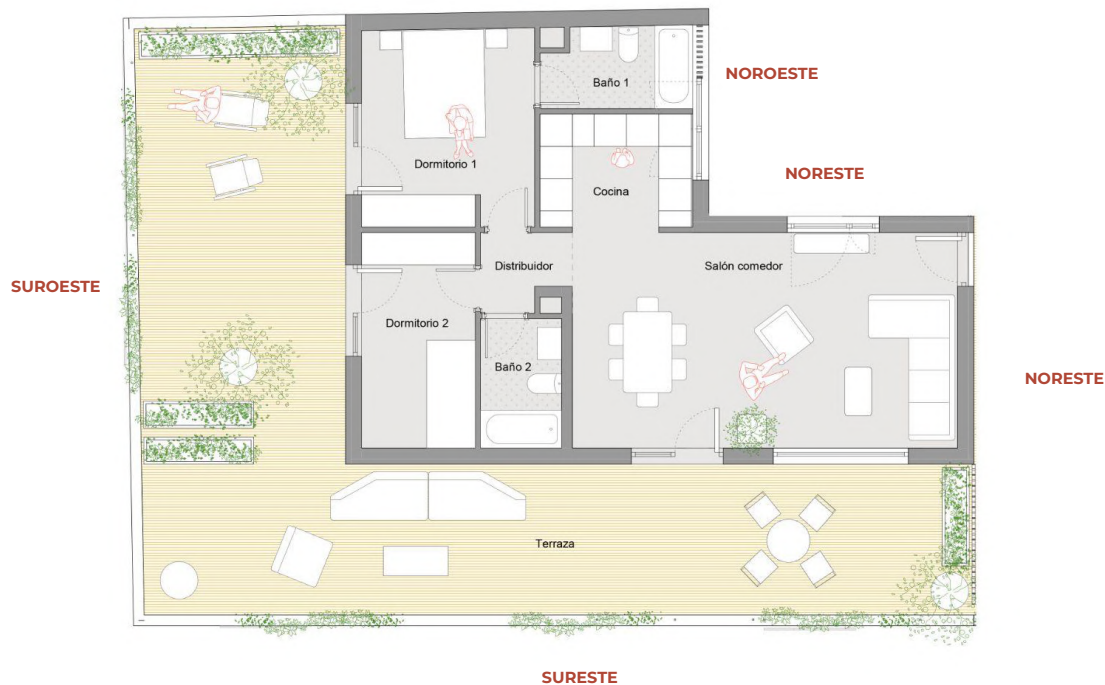 NOROESTE
Baño 1
Dormitorio 1
NORESTE
Cocina
Distribuidor
Salón comedor
SUROESTE
Dormitorio 2
Baño 2
NORESTE
Terraza
SURESTE